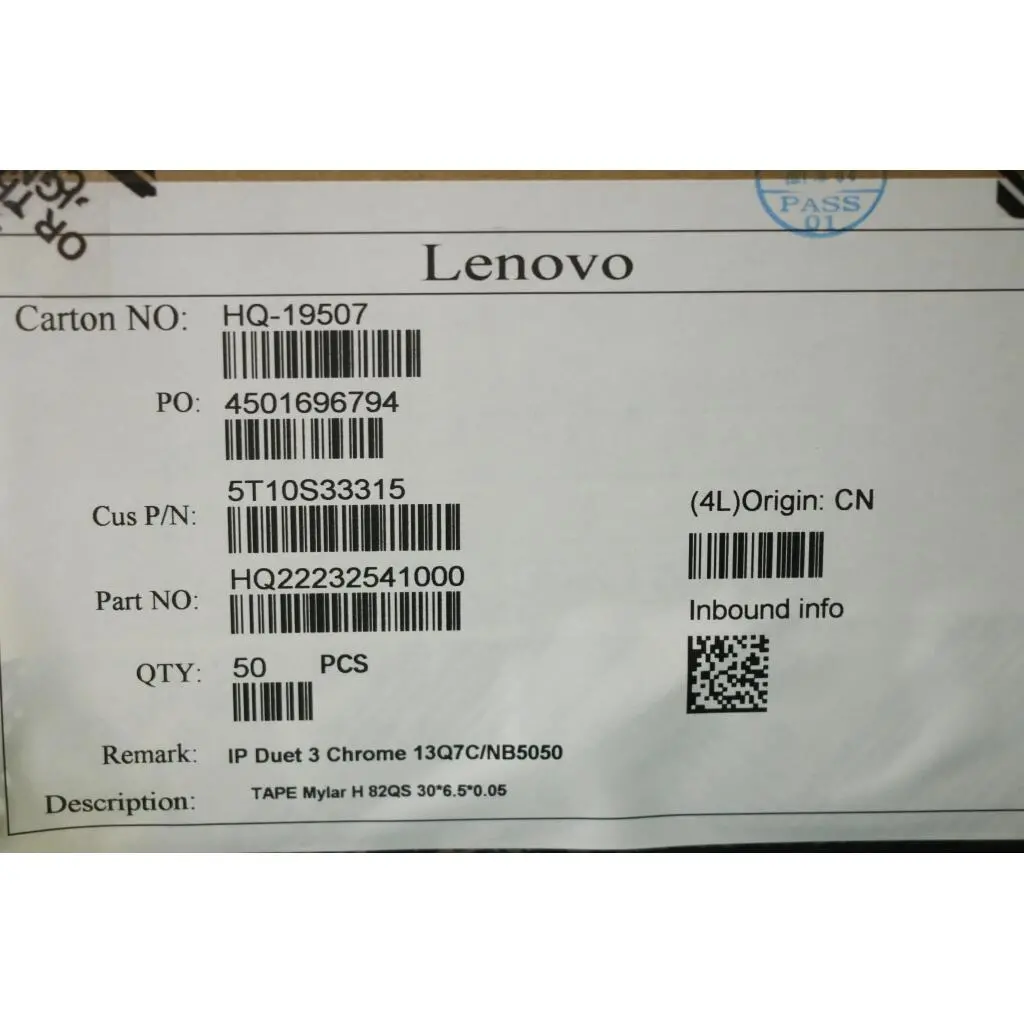 OR
PASS
01
Lenovo
Carton NO: HQ-19507
PO: 4501696794
Cus P/N: 5T10S33315
(4L)Origin: CN
Part NO: HQ22232541000
Inbound info
QTY: 50 PCS
Remark: IP Duet 3 Chrome 13Q7C/NB5050
Description: TAPE Mylar H 82QS 30*6.5*0.05